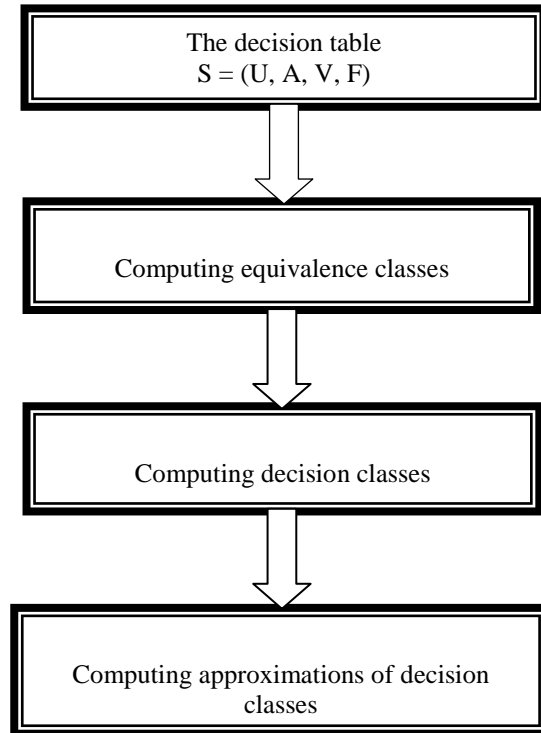 The decision table
S = (U, A, V, F)
Computing equivalence classes
Computing decision classes
Computing approximations of decision
classes